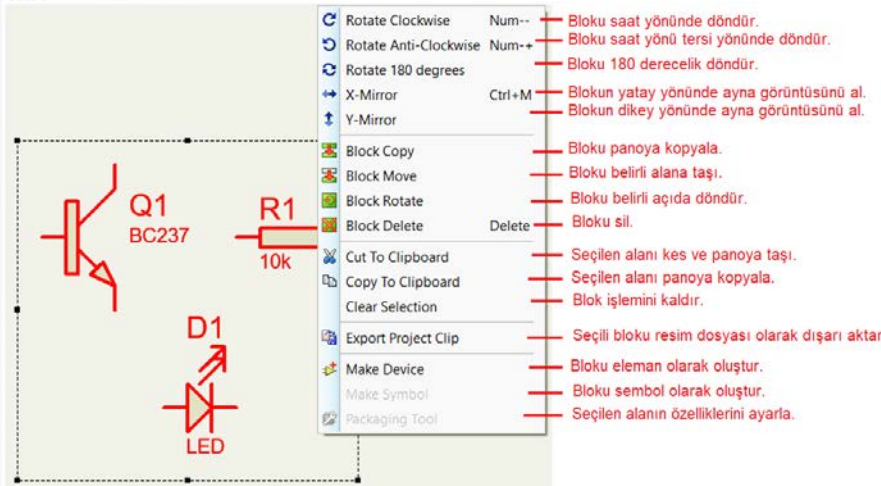 Rotate Clockwise Num-- Bloku saat yönünde döndür.
Rotate Anti-Clockwise Num-+ Bloku saat yönü tersi yönünde döndür.
Rotate 180 degrees Bloku 180 derecelik döndür.
X-Mirror Ctrl+M Blokun yatay yönünde ayna görüntüsünü al.
Y-Mirror Blokun dikey yönünde ayna görüntüsünü al.
Block Copy Bloku panoya kopyala.
Block Move Bloku belirli alana taşı.
Block Rotate Bloku belirli açıda döndür.
Block Delete Delete Bloku sil.
Cut To Clipboard Seçilen alanı kes ve panoya taşı.
Copy To Clipboard Seçilen alanı panoya kopyala.
Clear Selection Blok işlemini kaldır.
Export Project Clip Seçili bloku resim dosyası olarak dışarı aktar
Make Device Bloku eleman olarak oluştur.
Make Symbol Bloku sembol olarak oluştur.
Packaging Tool Seçilen alanın özelliklerini ayarla.
Q1
BC237
R1
10k
D1
LED